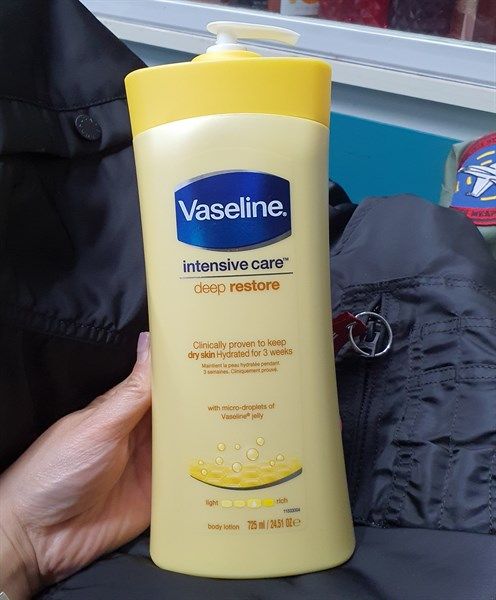 Vaseline.
intensive care™
deep restore
Clinically proven to keep
dry skin Hydrated for 3 weeks
Maintient la peau hydratée pendant
3 semaines. Cliniquement prouvé.
with micro-droplets of
Vaseline® jelly
light rich
body lotion 725 ml / 24.51 OZ e